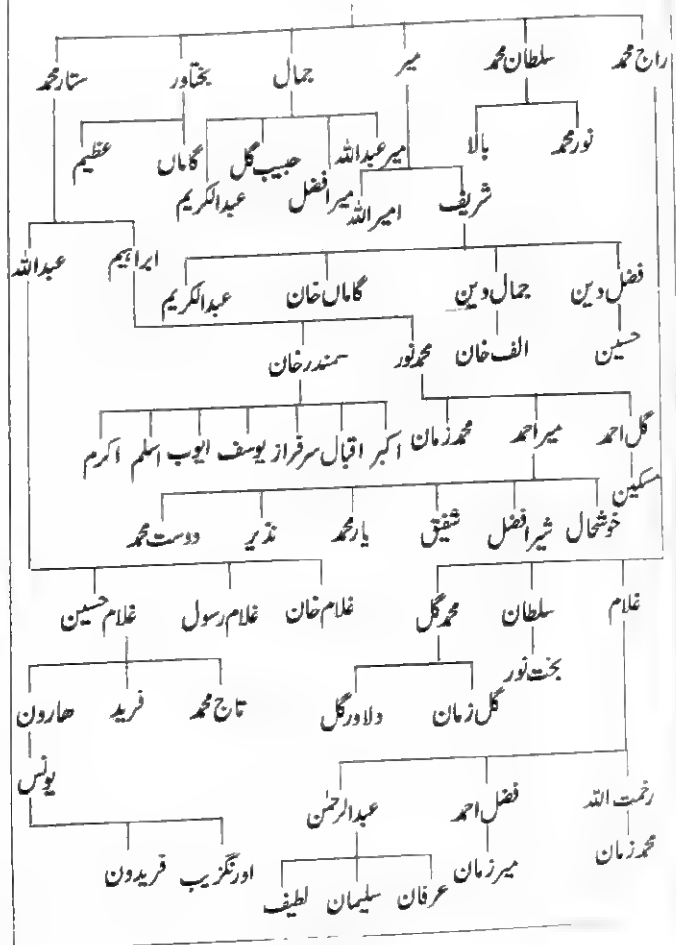 راج محمد سلطان محمد میر جمال بختاور ستار محمد
نور محمد بالا میر عبداللہ میر افضل حبیب گل عبدالکریم گاماں عظیم
شریف امیر اللہ
ابراہیم عبداللہ
فضل دین جمال دین گاماں خان عبدالکریم
حسین الف خان محمد نور سمندر خان
گل احمد میر احمد محمد زمان اکبر اقبال سرفراز یوسف ایوب اسلم اکرم
مسکین
خوشحال شیر افضل شفیق یار محمد نذیر دوست محمد
غلام سلطان محمد گل غلام خان غلام رسول غلام حسین
بخت نور
گل زمان دلاور گل تاج محمد فرید ھارون
یونس
رحمت اللہ فضل احمد عبدالرحمٰن
محمد زمان میر زمان عرفان سلیمان لطیف اورنگزیب فریدون